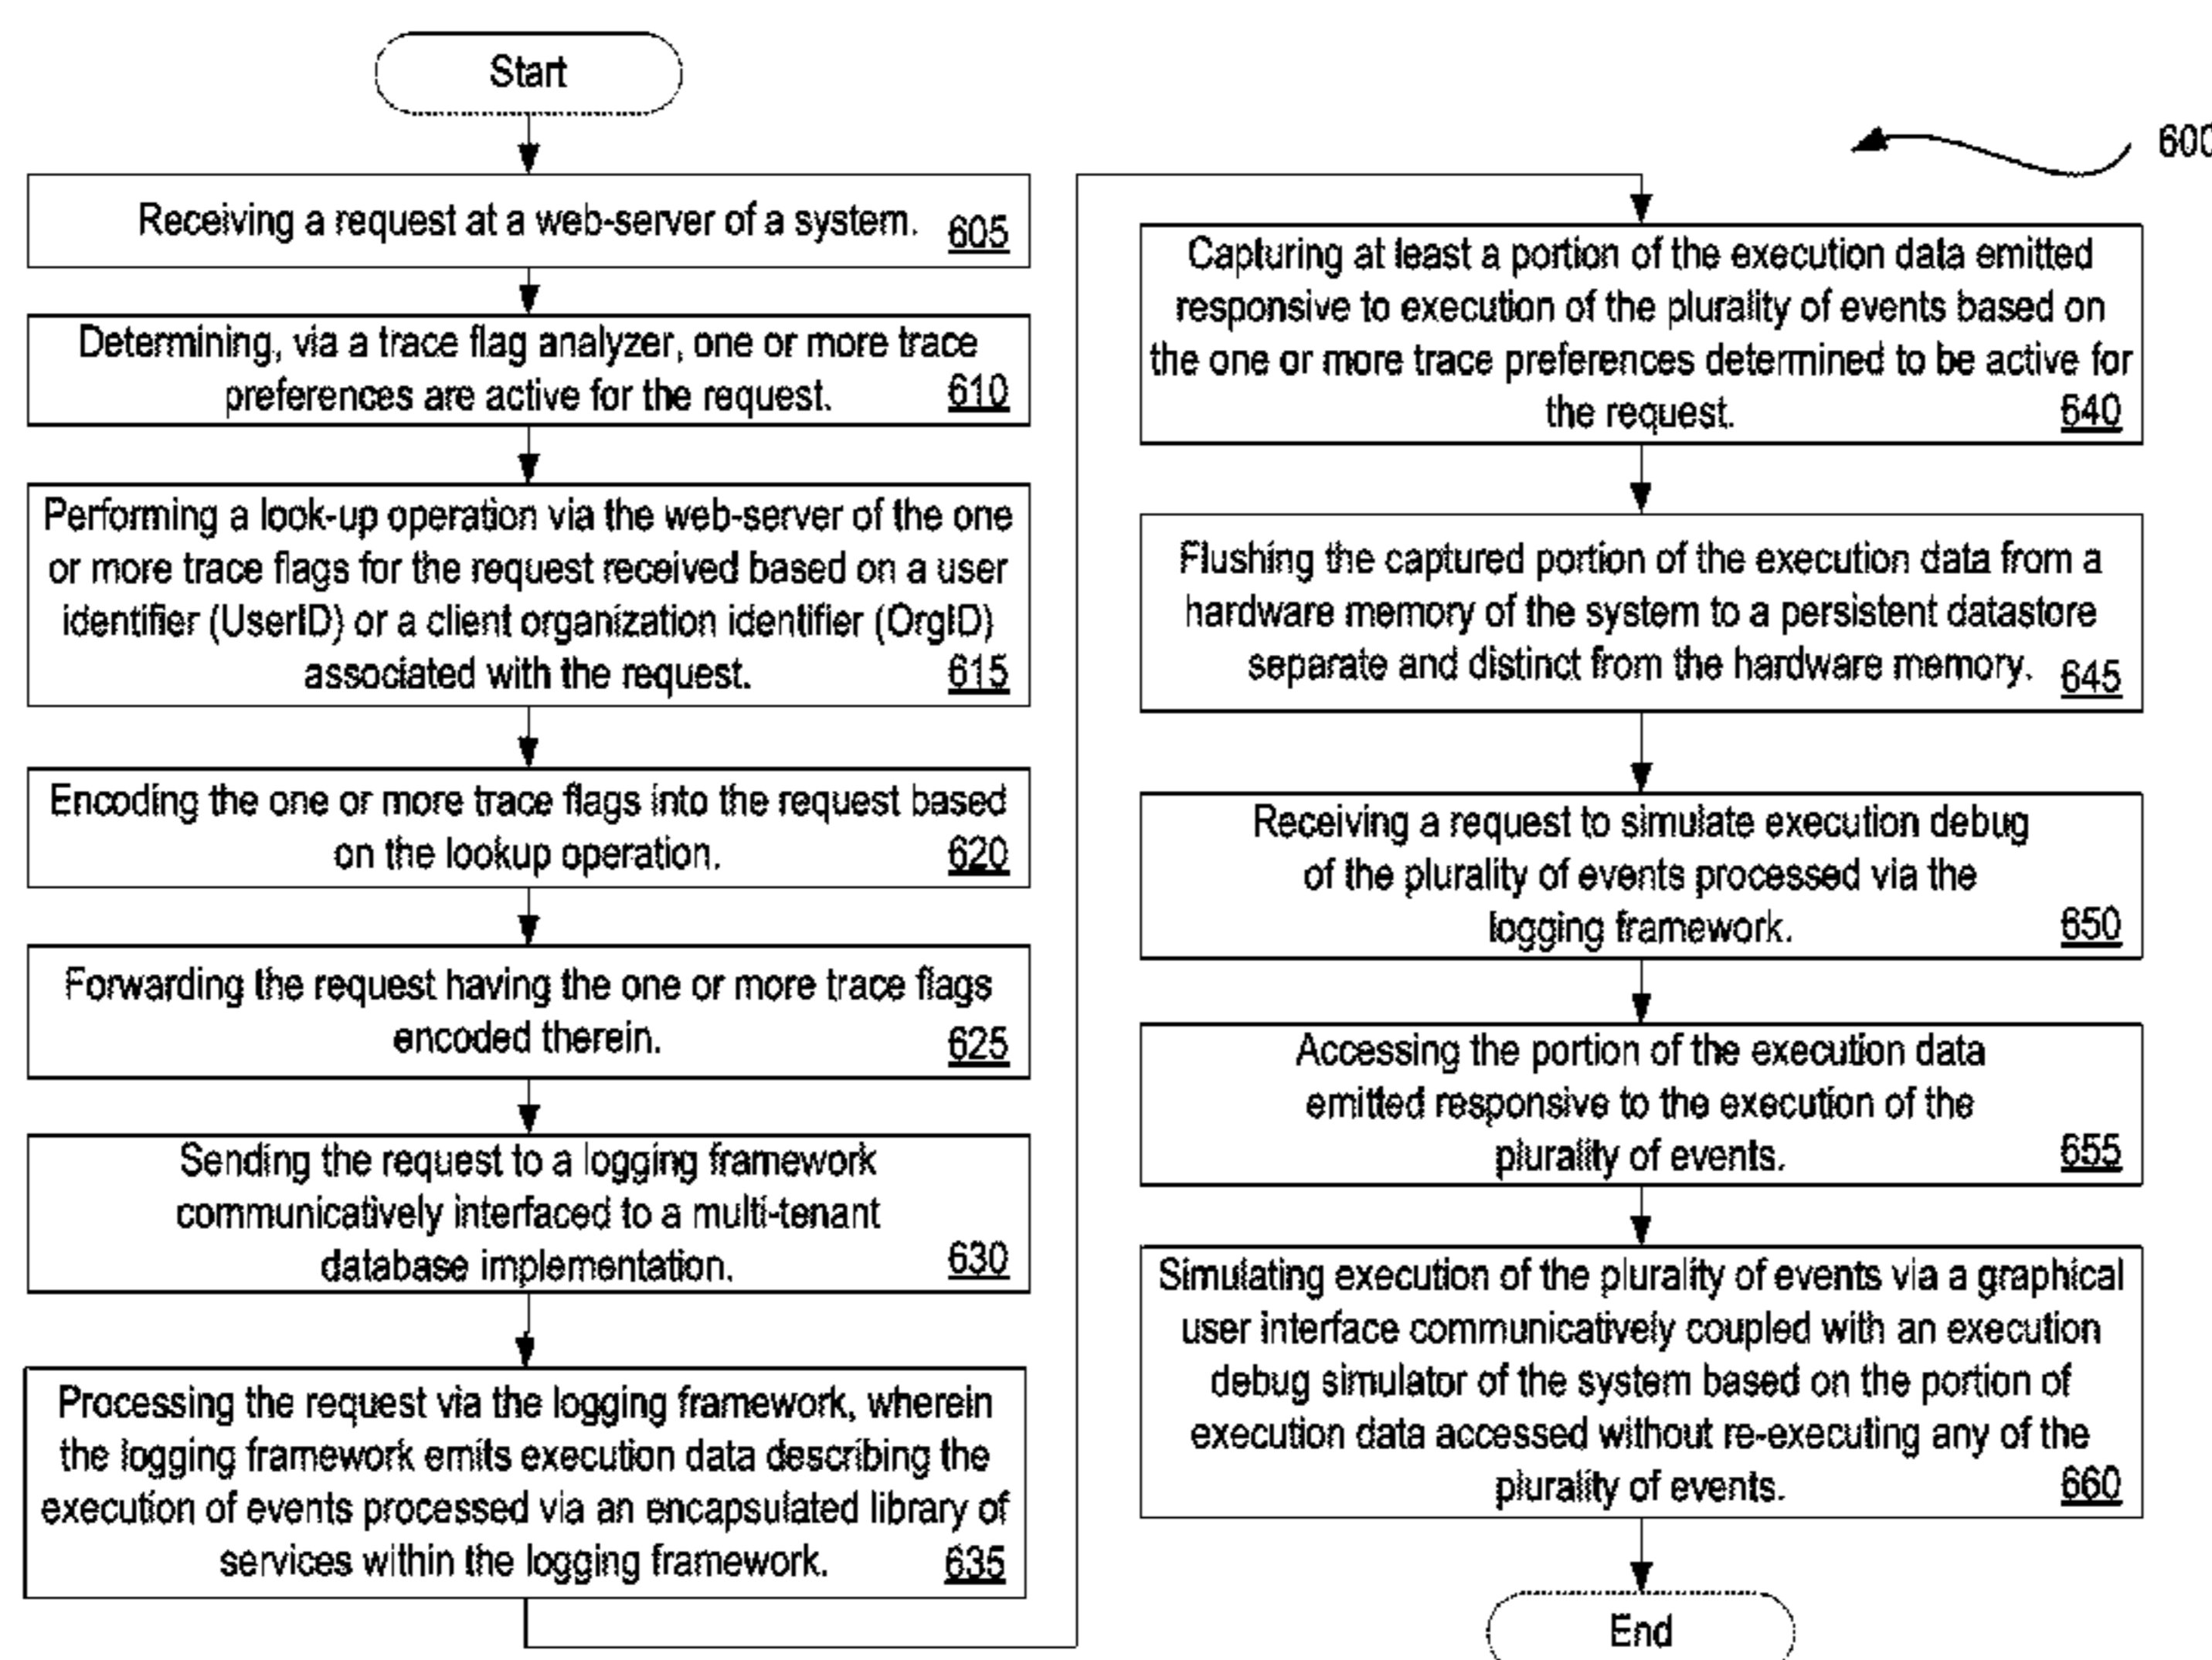 Start
Receiving a request at a web-server of a system. 605
Determining, via a trace flag analyzer, one or more trace
preferences are active for the request. 610
Performing a look-up operation via the web-server of the one
or more trace flags for the request received based on a user
identifier (UserID) or a client organization identifier (OrgID)
associated with the request. 615
Encoding the one or more trace flags into the request based
on the lookup operation. 620
Forwarding the request having the one or more trace flags
encoded therein. 625
Sending the request to a logging framework
communicatively interfaced to a multi-tenant
database implementation. 630
Processing the request via the logging framework, wherein
the logging framework emits execution data describing the
execution of events processed via an encapsulated library of
services within the logging framework. 635
600
Capturing at least a portion of the execution data emitted
responsive to execution of the plurality of events based on
the one or more trace preferences determined to be active for
the request. 640
Flushing the captured portion of the execution data from a
hardware memory of the system to a persistent datastore
separate and distinct from the hardware memory. 645
Receiving a request to simulate execution debug
of the plurality of events processed via the
logging framework. 650
Accessing the portion of the execution data
emitted responsive to the execution of the
plurality of events. 655
Simulating execution of the plurality of events via a graphical
user interface communicatively coupled with an execution
debug simulator of the system based on the portion of
execution data accessed without re-executing any of the
plurality of events. 660
End